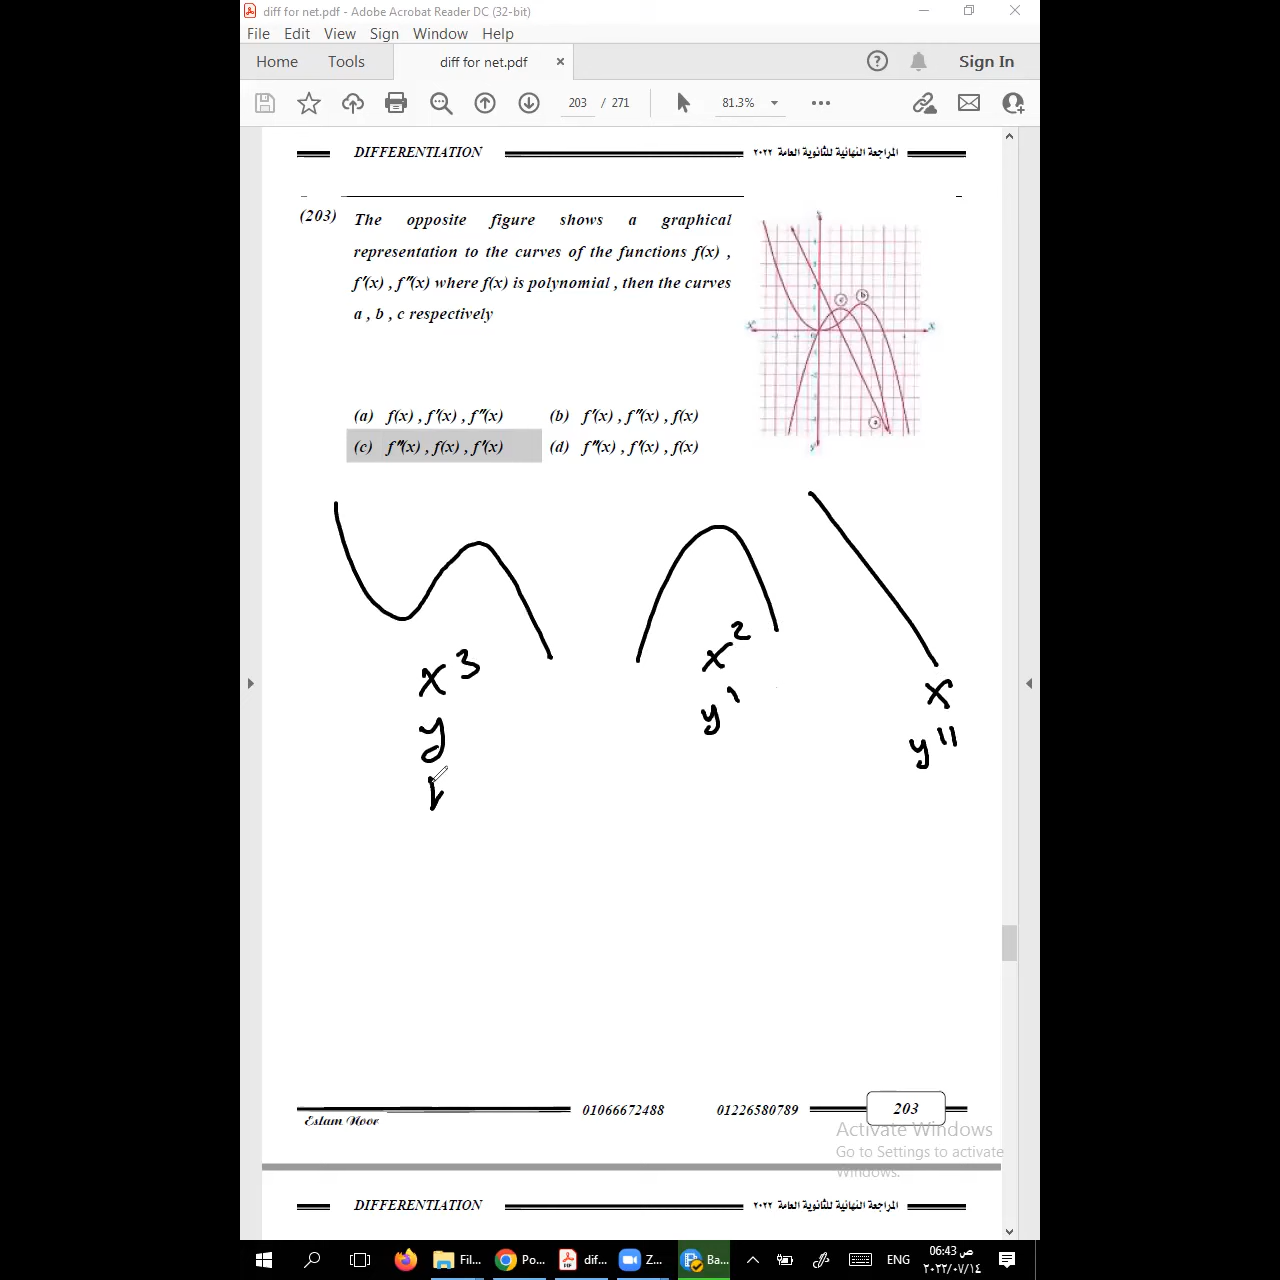 diff for net.pdf - Adobe Acrobat Reader DC (32-bit)
File Edit View Sign Window Help
Home Tools diff for net.pdf × Sign In
203 / 271 81.3%
DIFFERENTIATION المراجعة النهائية للثانوية العامة ٢٠٢٢
(203) The opposite figure shows a graphical
representation to the curves of the functions f(x) ,
f′(x) , f″(x) where f(x) is polynomial , then the curves
a , b , c respectively
(a) f(x) , f′(x) , f″(x) (b) f′(x) , f″(x) , f(x)
(c) f″(x) , f(x) , f′(x) (d) f″(x) , f′(x) , f(x)
c b
a
x³ x² x
y y' y"
Eslam Noor 01066672488 01226580789 203
Activate Windows
Go to Settings to activate
Windows.
DIFFERENTIATION المراجعة النهائية للثانوية العامة ٢٠٢٢
Fil... Po... dif... Z... Ba... ENG 06:43 ص
٢٠٢٢/٠٧/١٤